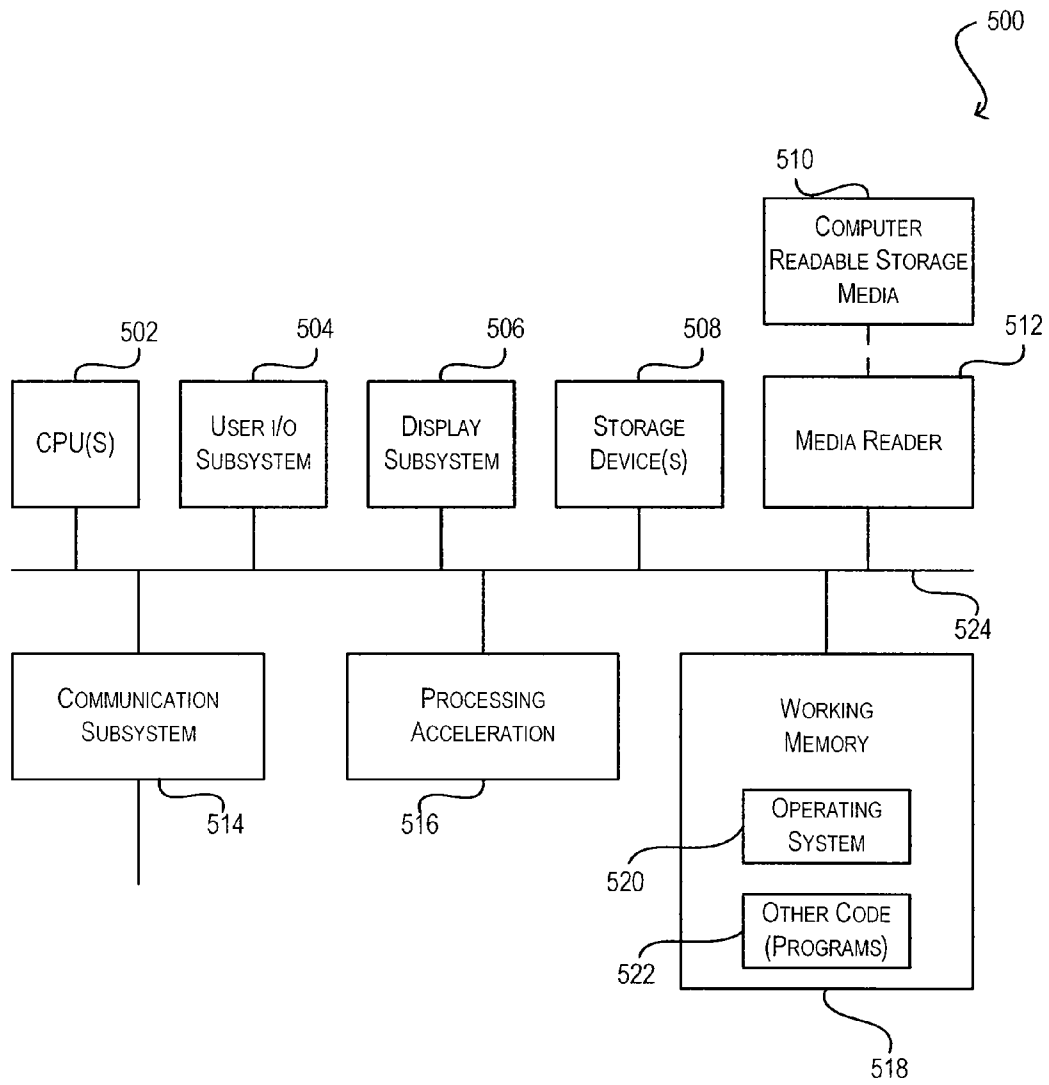 500
510
COMPUTER
READABLE STORAGE
MEDIA
502
504
506
508
512
CPU(S)
USER I/O
SUBSYSTEM
DISPLAY
SUBSYSTEM
STORAGE
DEVICE(S)
MEDIA READER
524
COMMUNICATION
SUBSYSTEM
PROCESSING
ACCELERATION
WORKING
MEMORY
514
516
OPERATING
SYSTEM
520
OTHER CODE
(PROGRAMS)
522
518